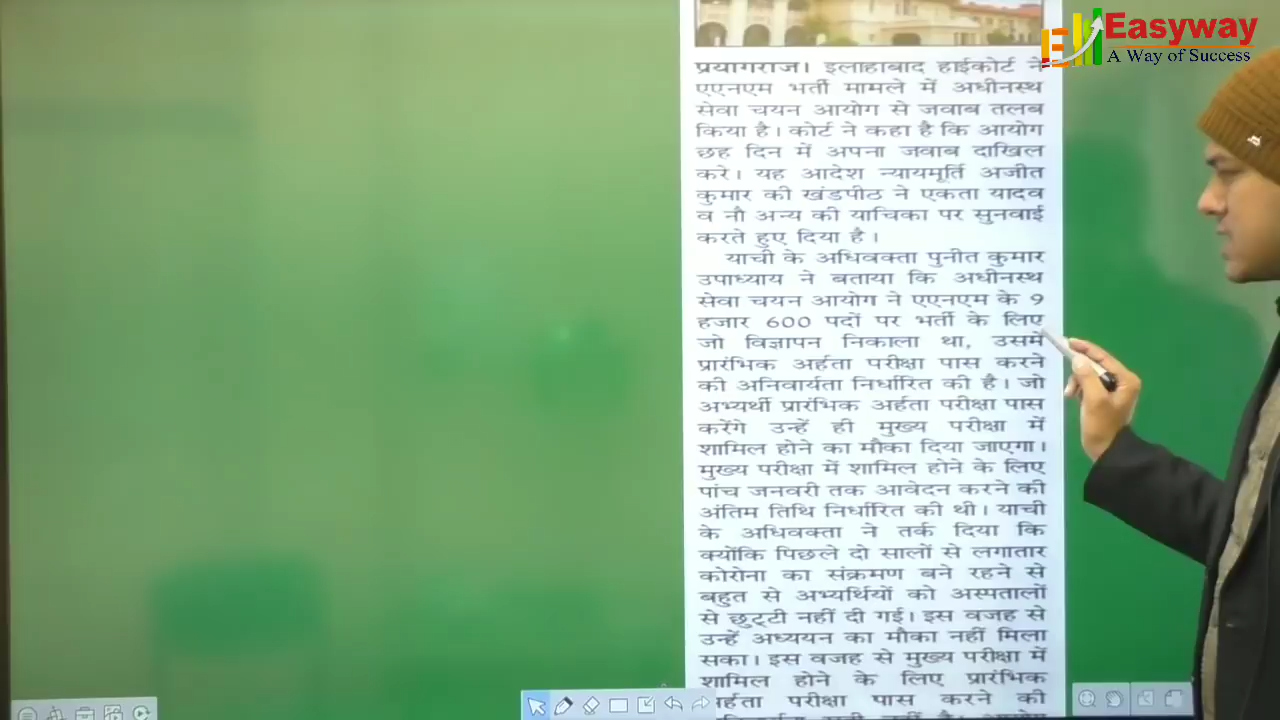 Easyway
A Way of Success
प्रयागराज। इलाहाबाद हाईकोर्ट ने
एएनएम भर्ती मामले में अधीनस्थ
सेवा चयन आयोग से जवाब तलब
किया है। कोर्ट ने कहा है कि आयोग
छह दिन में अपना जवाब दाखिल
करे। यह आदेश न्यायमूर्ति अजीत
कुमार की खंडपीठ ने एकता यादव
व नौ अन्य की याचिका पर सुनवाई
करते हुए दिया है।
याची के अधिवक्ता पुनीत कुमार
उपाध्याय ने बताया कि अधीनस्थ
सेवा चयन आयोग ने एएनएम के 9
हजार 600 पदों पर भर्ती के लिए
जो विज्ञापन निकाला था, उसमें
प्रारंभिक अर्हता परीक्षा पास करने
की अनिवार्यता निर्धारित की है। जो
अभ्यर्थी प्रारंभिक अर्हता परीक्षा पास
करेंगे उन्हें ही मुख्य परीक्षा में
शामिल होने का मौका दिया जाएगा।
मुख्य परीक्षा में शामिल होने के लिए
पांच जनवरी तक आवेदन करने की
अंतिम तिथि निर्धारित की थी। याची
के अधिवक्ता ने तर्क दिया कि
क्योंकि पिछले दो सालों से लगातार
कोरोना का संक्रमण बने रहने से
बहुत से अभ्यर्थियों को अस्पतालों
से छुट्टी नहीं दी गई। इस वजह से
उन्हें अध्ययन का मौका नहीं मिला
सका। इस वजह से मुख्य परीक्षा में
शामिल होने के लिए प्रारंभिक
अर्हता परीक्षा पास करने की